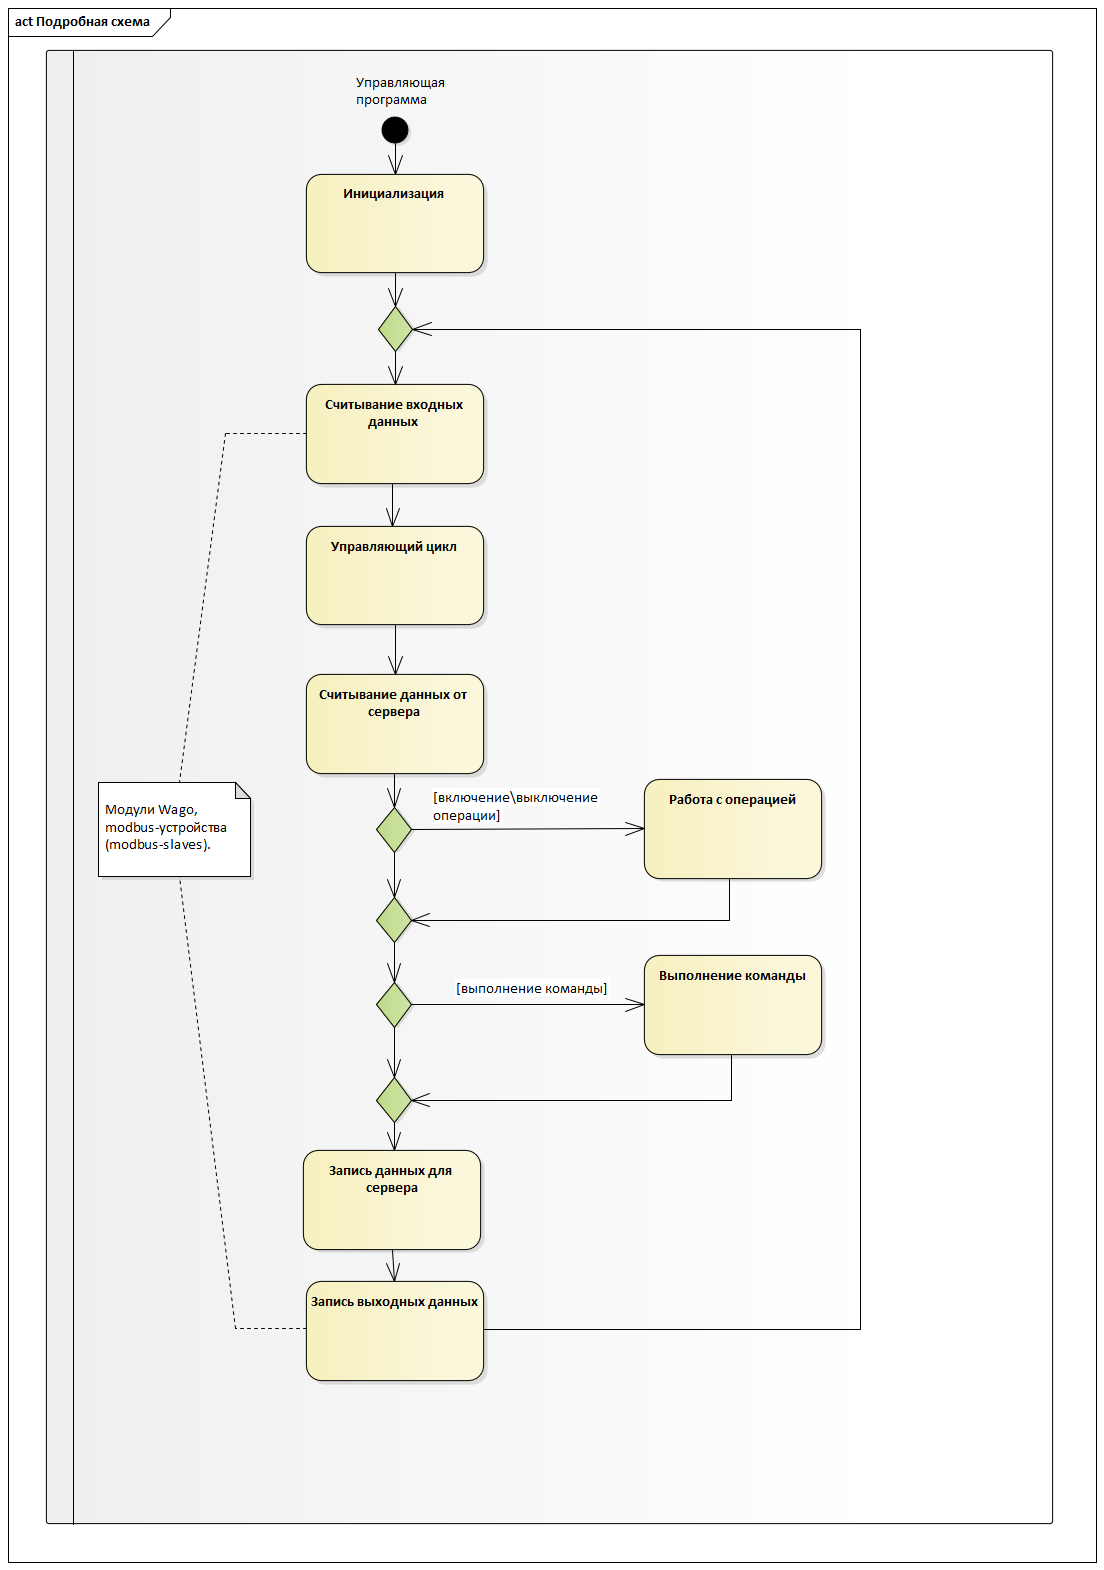 act Подробная схема
Управляющая
программа
Инициализация
Считывание входных
данных
Управляющий цикл
Считывание данных от
сервера
[включение\выключение
операции]
Работа с операцией
Модули Wago,
modbus-устройства
(modbus-slaves).
[выполнение команды]
Выполнение команды
Запись данных для
сервера
Запись выходных данных